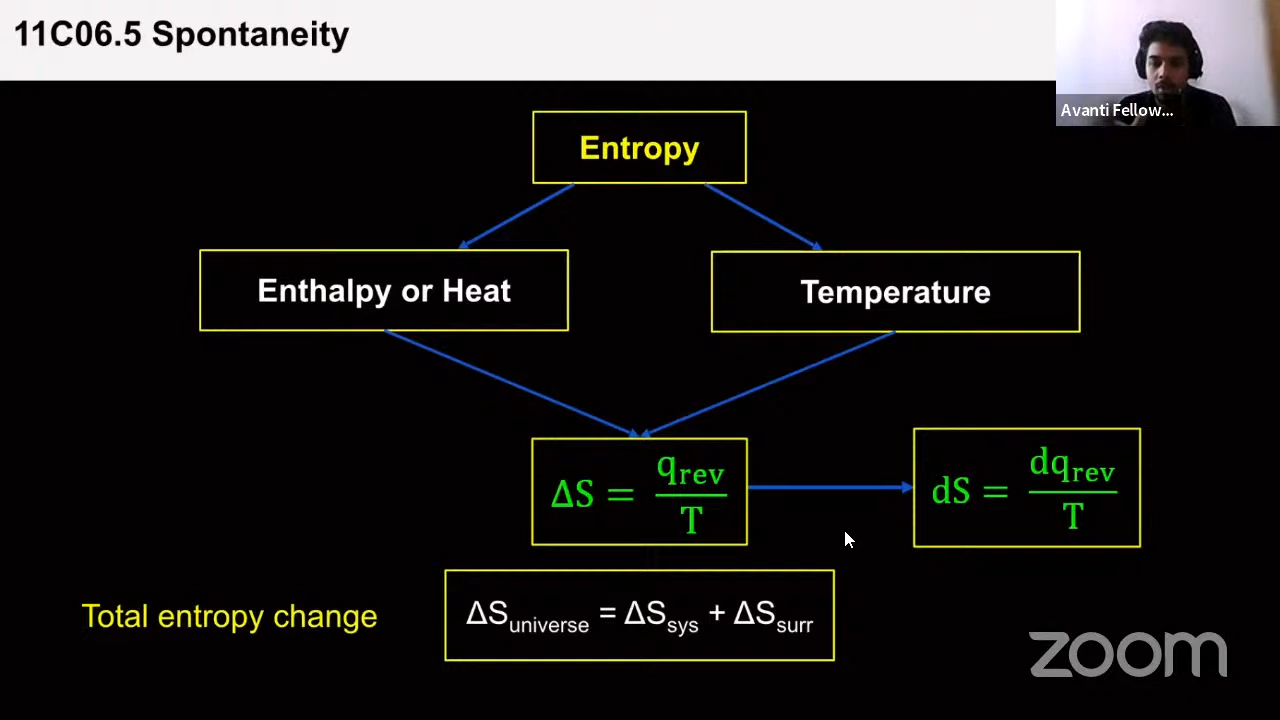 11C06.5 Spontaneity
Avanti Fellow...
Entropy
Enthalpy or Heat
Temperature
ΔS = q_rev / T
dS = dq_rev / T
Total entropy change
ΔS_universe = ΔS_sys + ΔS_surr
zoom